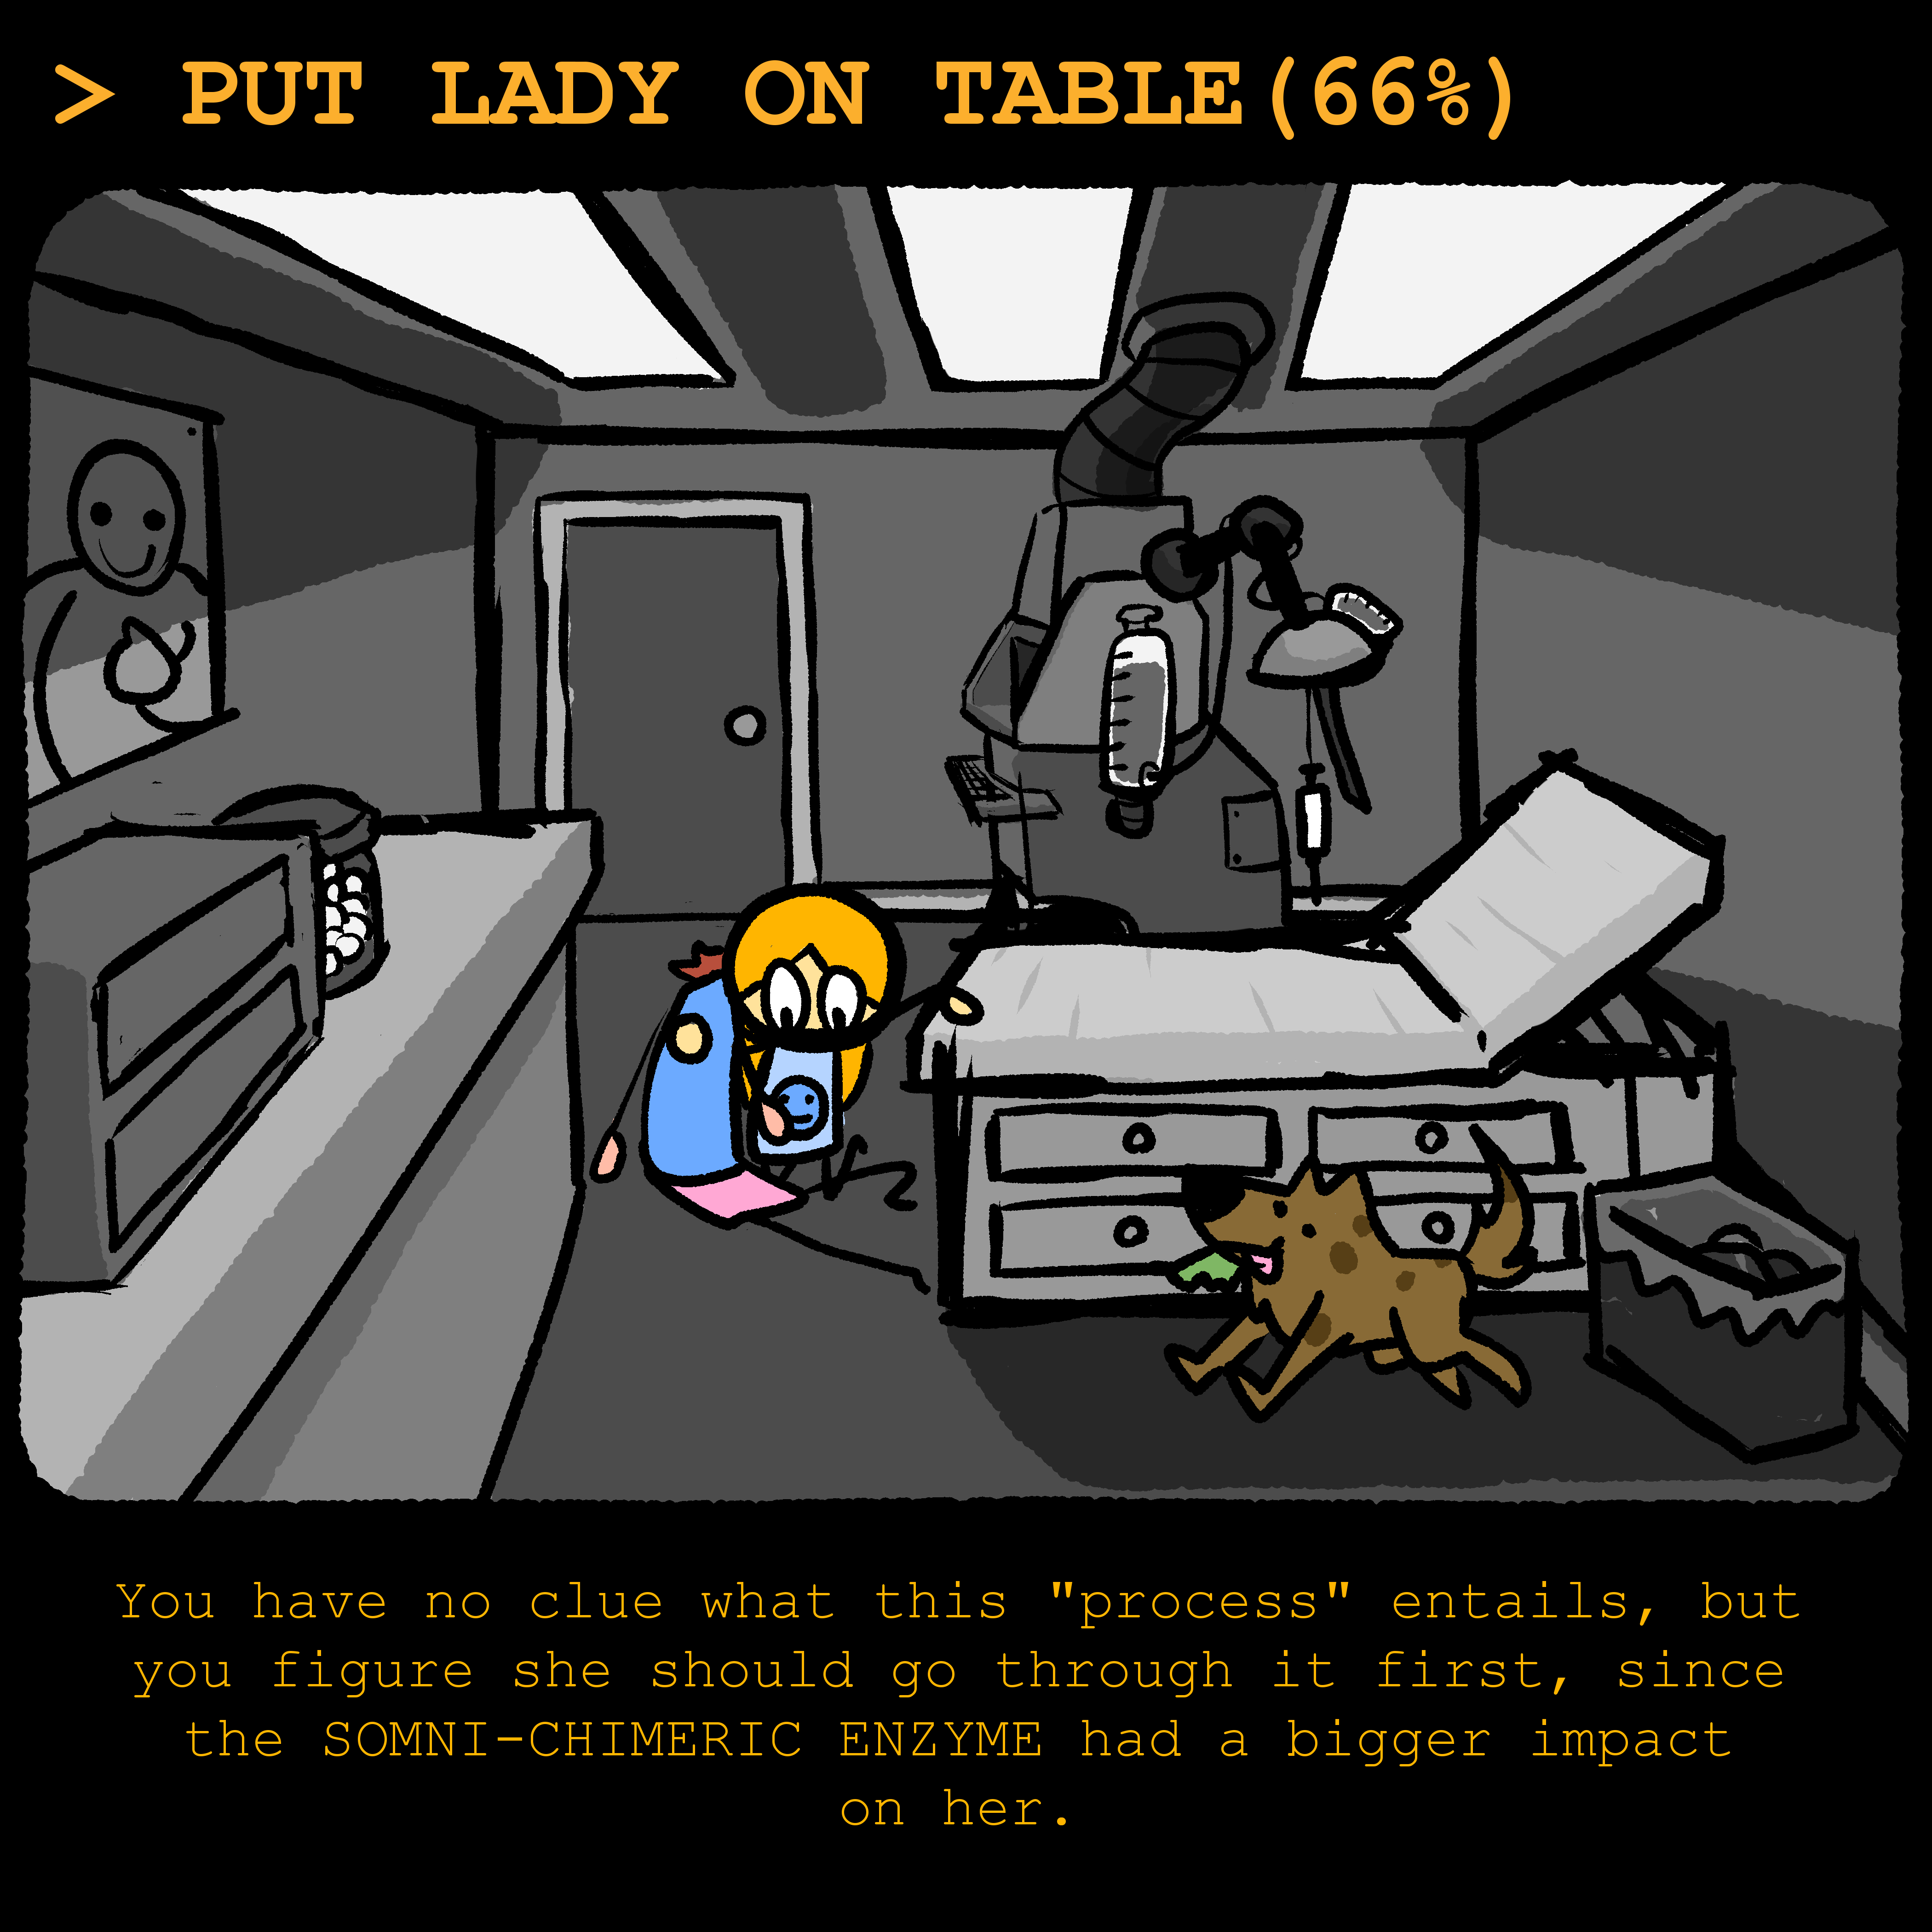 > PUT LADY ON TABLE(66%)
You have no clue what this "process" entails, but
you figure she should go through it first, since
the SOMNI-CHIMERIC ENZYME had a bigger impact
on her.